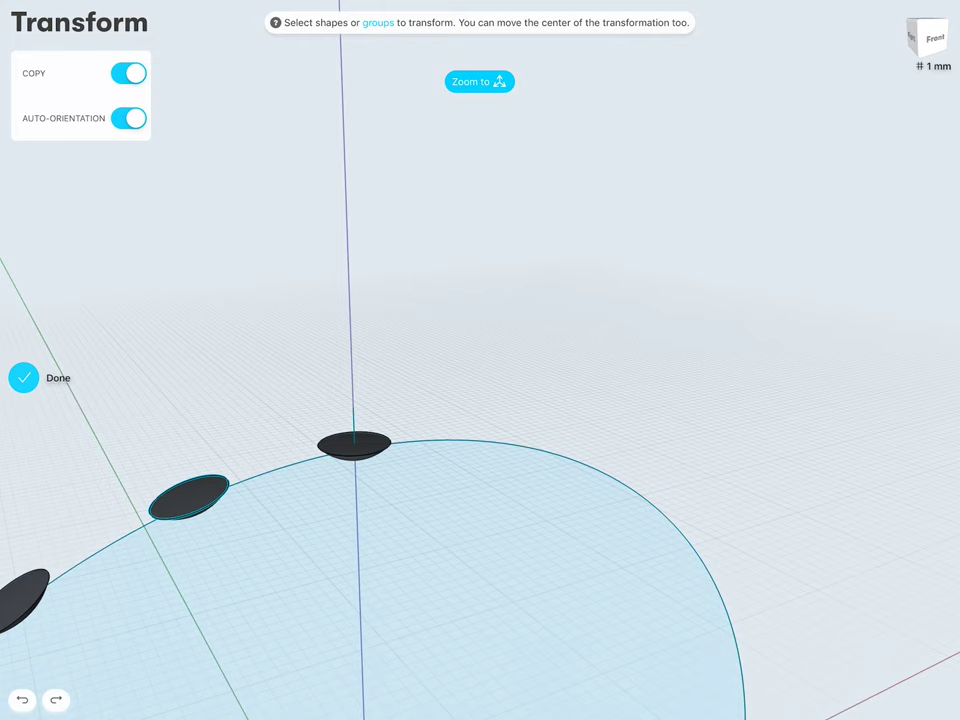 Transform
Select shapes or groups to transform. You can move the center of the transformation too.
Front
# 1 mm
COPY
Zoom to
AUTO-ORIENTATION
Done